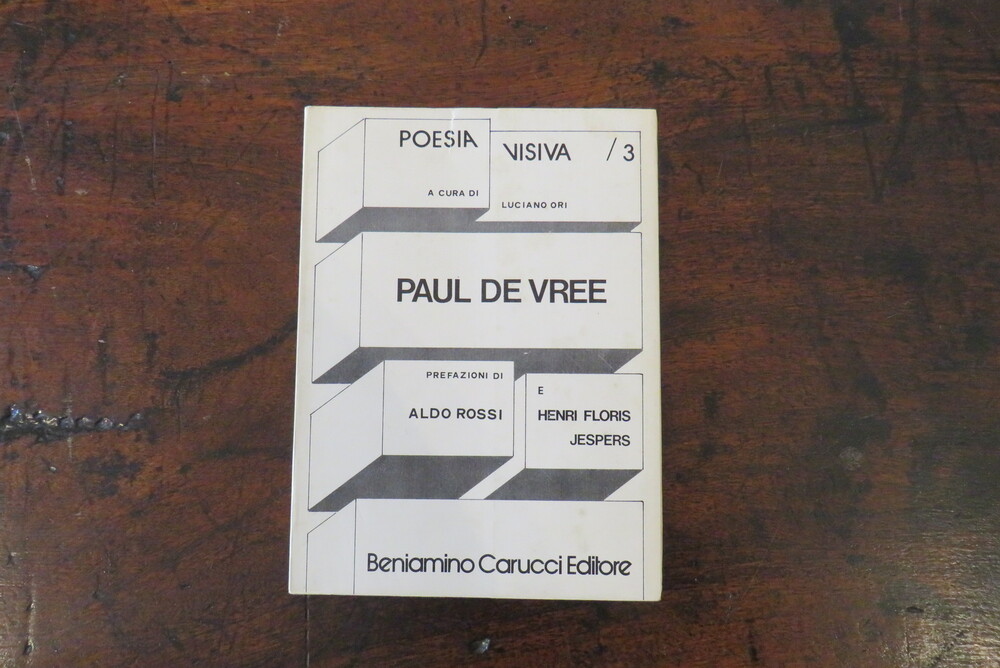 POESIA VISIVA / 3
A CURA DI LUCIANO ORI
PAUL DE VREE
PREFAZIONI DI
ALDO ROSSI
E
HENRI FLORIS
JESPERS
Beniamino Carucci Editore